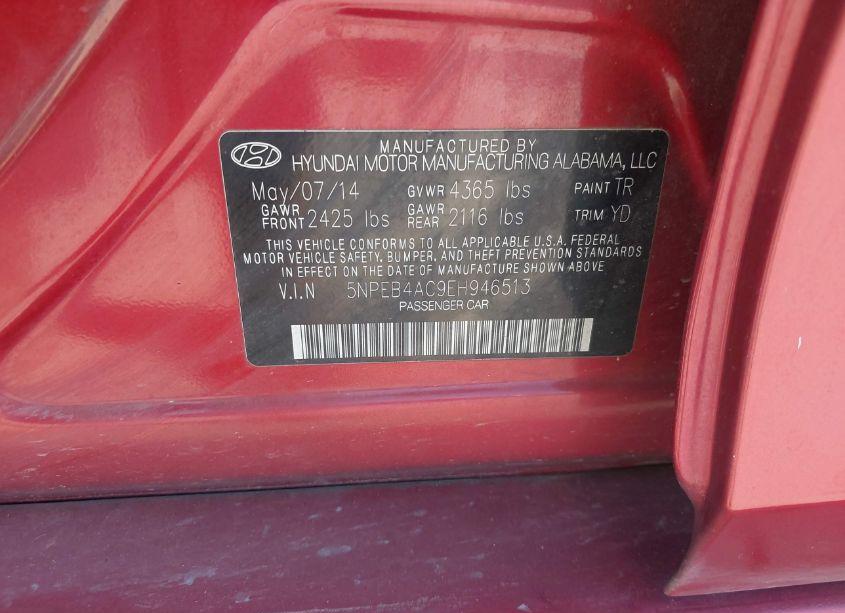 MANUFACTURED BY
HYUNDAI MOTOR MANUFACTURING ALABAMA, LLC
May/07/14 GVWR 4365 lbs PAINT TR
GAWR FRONT 2425 lbs GAWR REAR 2116 lbs TRIM YD
THIS VEHICLE CONFORMS TO ALL APPLICABLE U.S.A. FEDERAL
MOTOR VEHICLE SAFETY, BUMPER, AND THEFT PREVENTION STANDARDS
IN EFFECT ON THE DATE OF MANUFACTURE SHOWN ABOVE
V.I.N 5NPEB4AC9EH946513
PASSENGER CAR